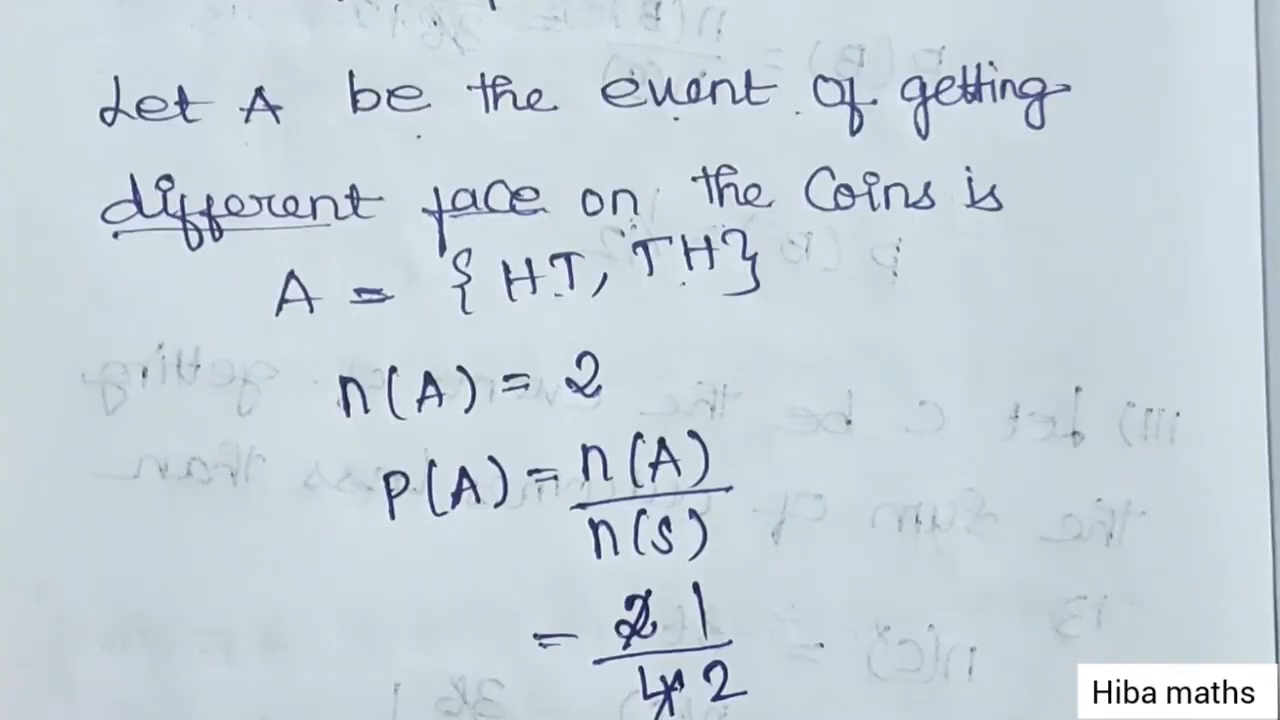 Let A be the event of getting
different face on the Coins is
A = {HT, TH}
n(A) = 2
P(A) = n(A)
n(S)
= 2 1
4 2
Hiba maths